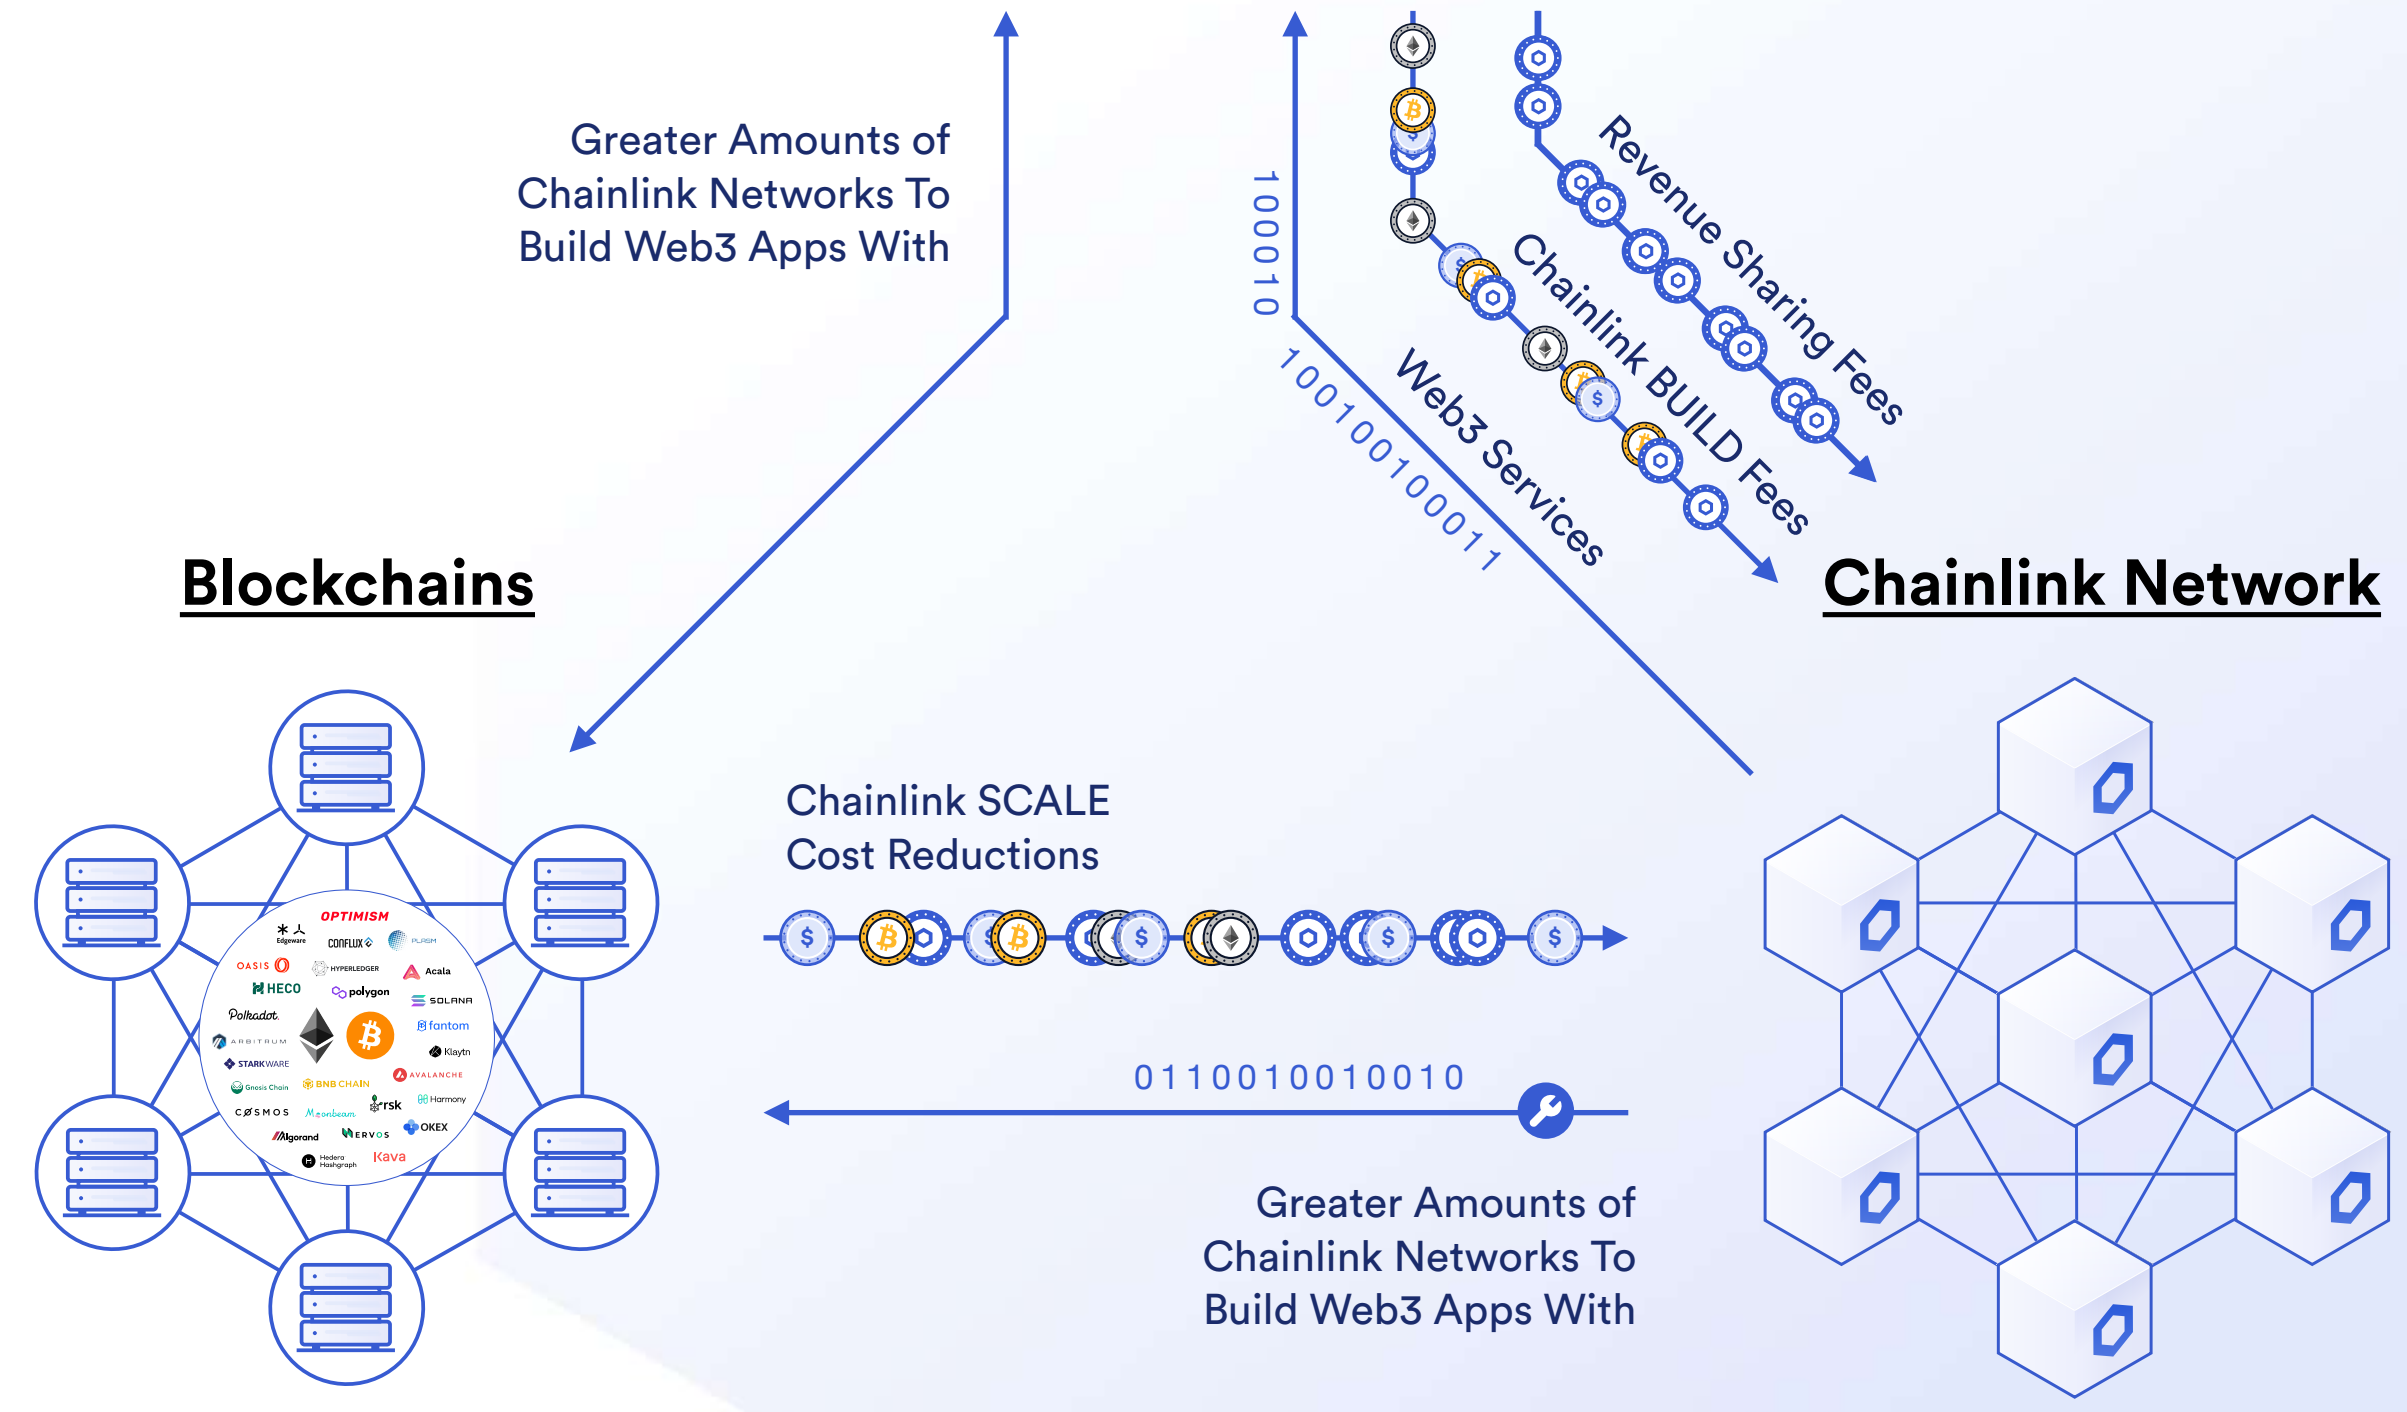 Greater Amounts of
Chainlink Networks To
Build Web3 Apps With
100010
1001001000011
Web3 Services
Chainlink BUILD Fees
Revenue Sharing Fees
Blockchains
Chainlink Network
Chainlink SCALE
Cost Reductions
OPTIMISM
Edgeware
CONFLUX
PLASM
OASIS
HYPERLEDGER
Acala
HECO
polygon
SOLANA
Polkadot.
fantom
ARBITRUM
Klaytn
STARKWARE
AVALANCHE
Gnosis Chain
BNB CHAIN
rsk
Harmony
COSMOS
Moonbeam
Algorand
NERVOS
OKEX
Hedera
Hashgraph
Kava
0110010010010
Greater Amounts of
Chainlink Networks To
Build Web3 Apps With